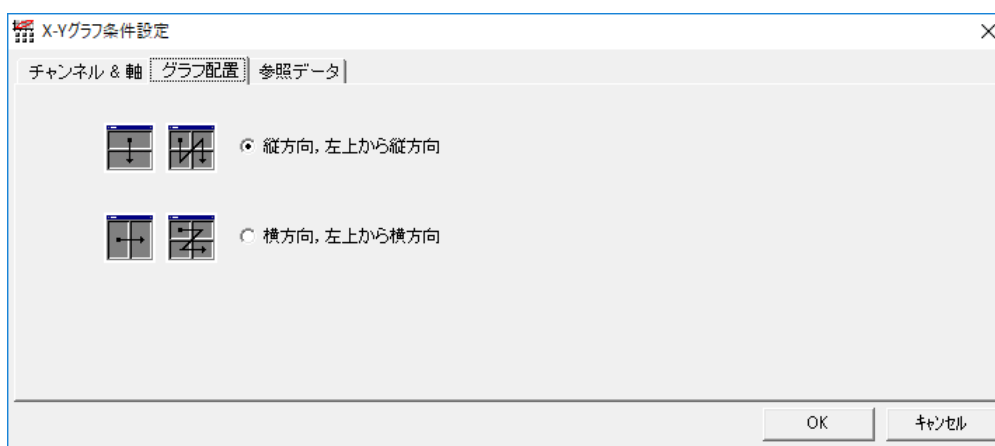 X-Yグラフ条件設定
チャンネル & 軸 グラフ配置 参照データ
縦方向, 左上から縦方向
横方向, 左上から横方向
OK キャンセル